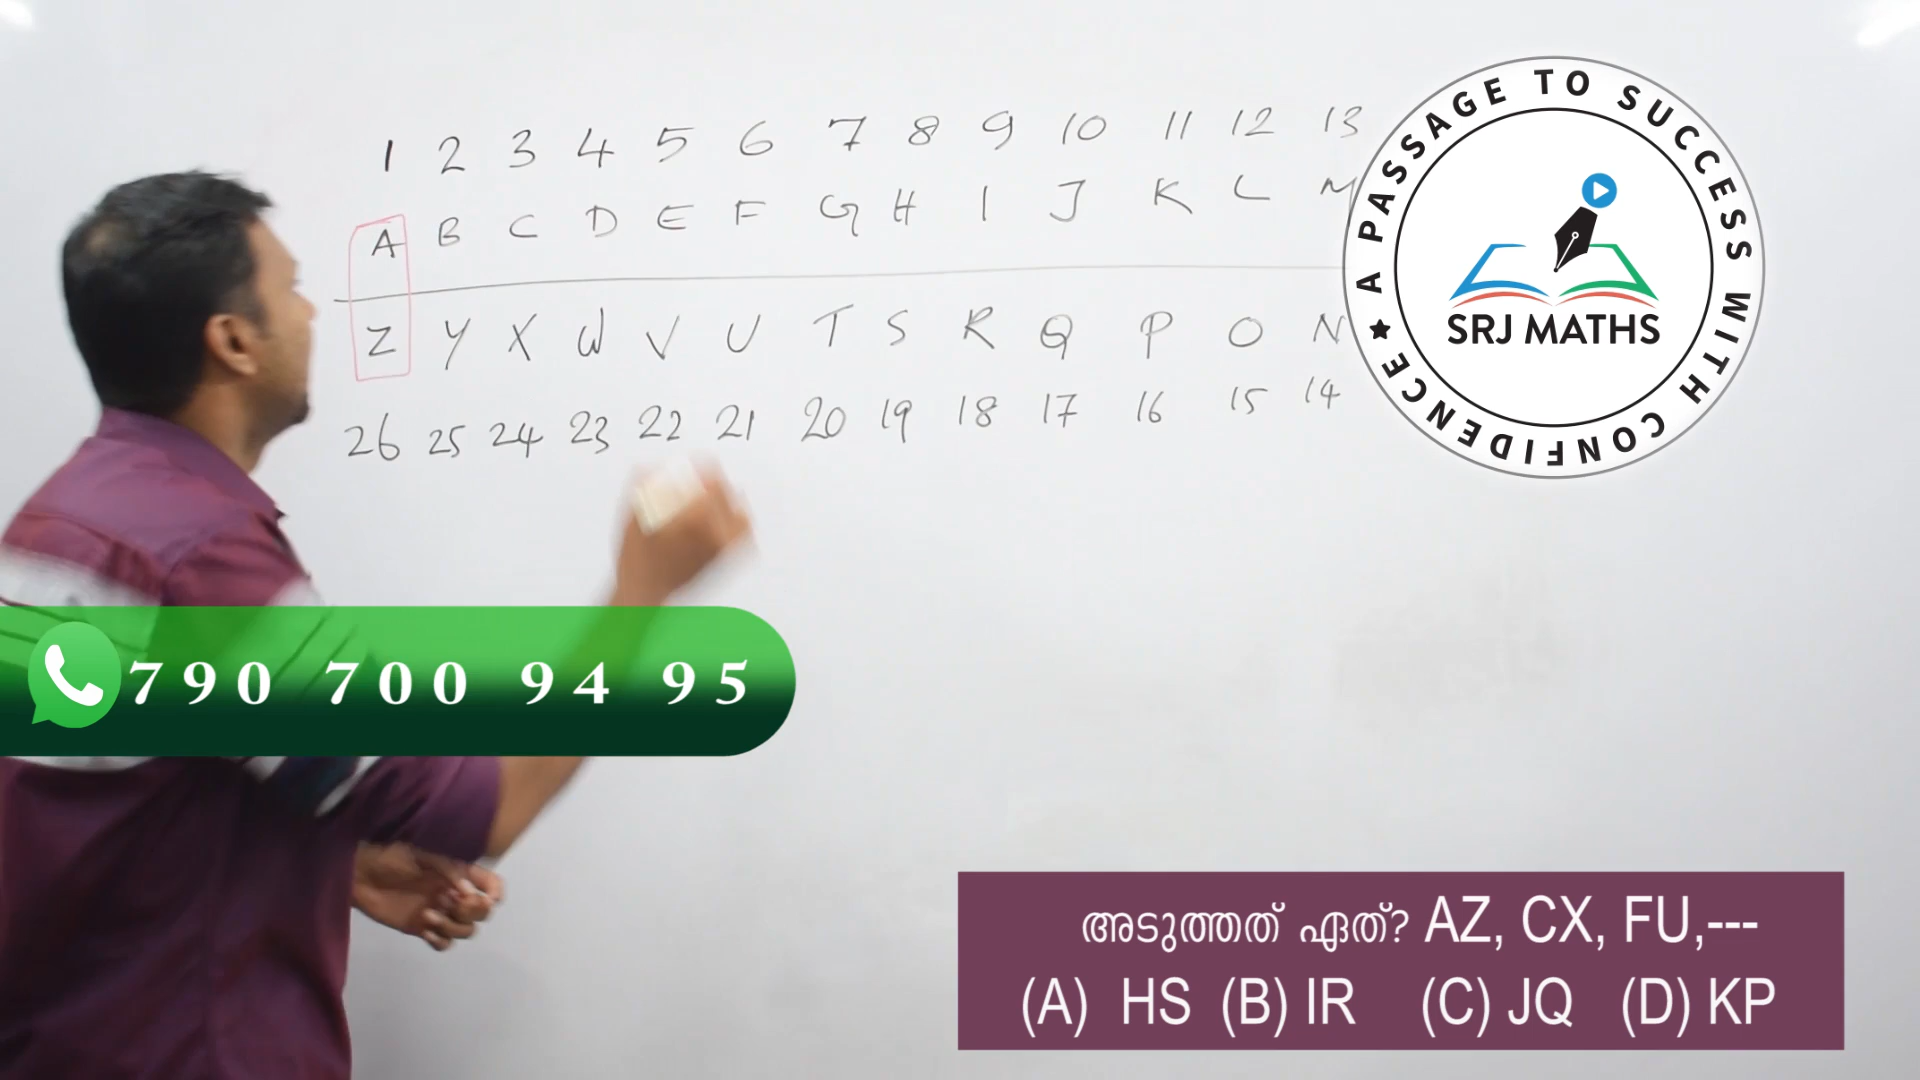 1 2 3 4 5 6 7 8 9 10 11 12 13
A B C D E F G H I J K L M
Z Y X W V U T S R Q P O N
26 25 24 23 22 21 20 19 18 17 16 15 14
A PASSAGE TO SUCCESS WITH CONFIDENCE
SRJ MATHS
790 700 94 95
അടുത്തത് ഏത്? AZ, CX, FU,---
(A) HS (B) IR (C) JQ (D) KP